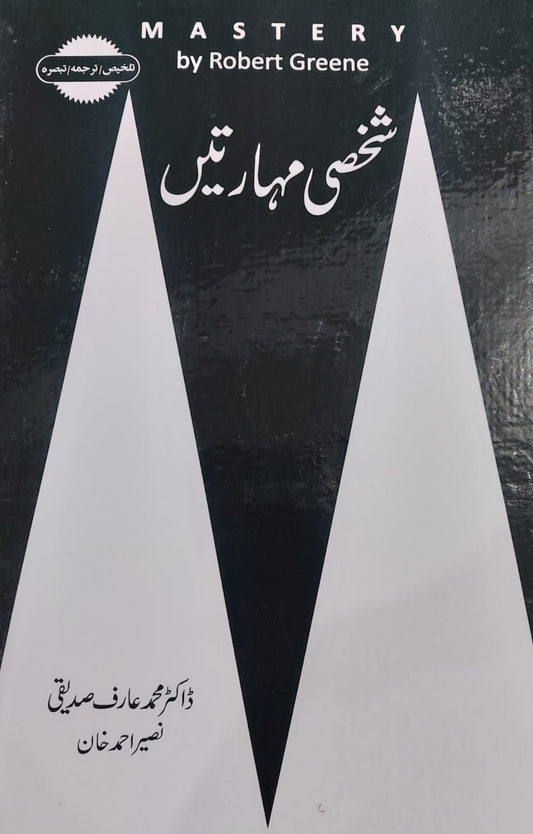 MASTERY
by Robert Greene
تلخیص/ترجمہ/تبصرہ
شخصی مہارتیں
ڈاکٹر محمد عارف صدیقی
نصیر احمد خان